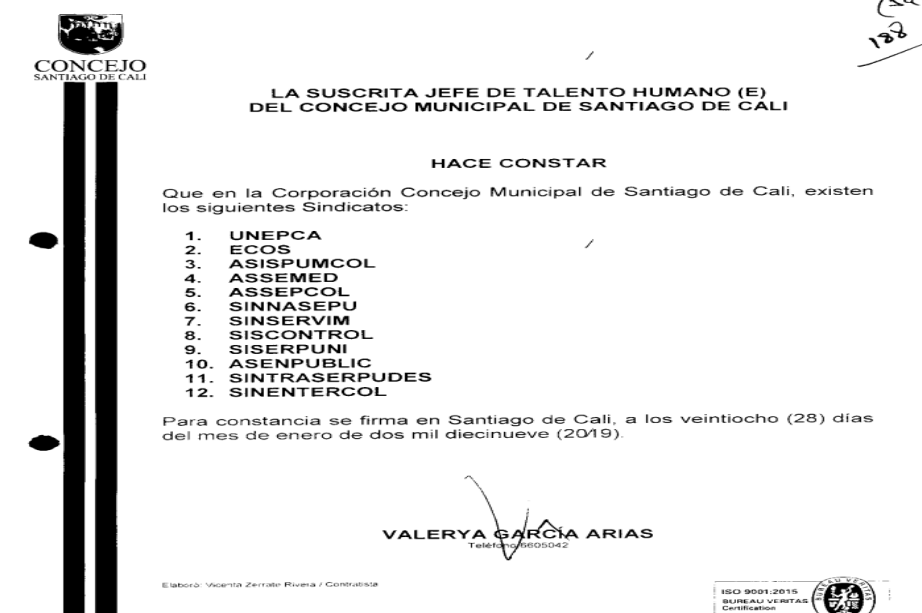 188
CONCEJO
SANTIAGO DE CALI
LA SUSCRITA JEFE DE TALENTO HUMANO (E)
DEL CONCEJO MUNICIPAL DE SANTIAGO DE CALI
HACE CONSTAR
Que en la Corporación Concejo Municipal de Santiago de Cali, existen
los siguientes Sindicatos:
1. UNEPCA
2. ECOS
3. ASISPUMCOL
4. ASSEMED
5. ASSEPCOL
6. SINNASEPU
7. SINSERVIM
8. SISCONTROL
9. SISERPUNI
10. ASENPUBLIC
11. SINTRASERPUDES
12. SINENTERCOL
Para constancia se firma en Santiago de Cali, a los veintiocho (28) días
del mes de enero de dos mil diecinueve (2019).
VALERYA GARCÍA ARIAS
Teléfono 6605042
Elaboró: Vicenta Zerrate Rivera / Contratista
ISO 9001:2015
BUREAU VERITAS
Certification
BUREAU VERITAS